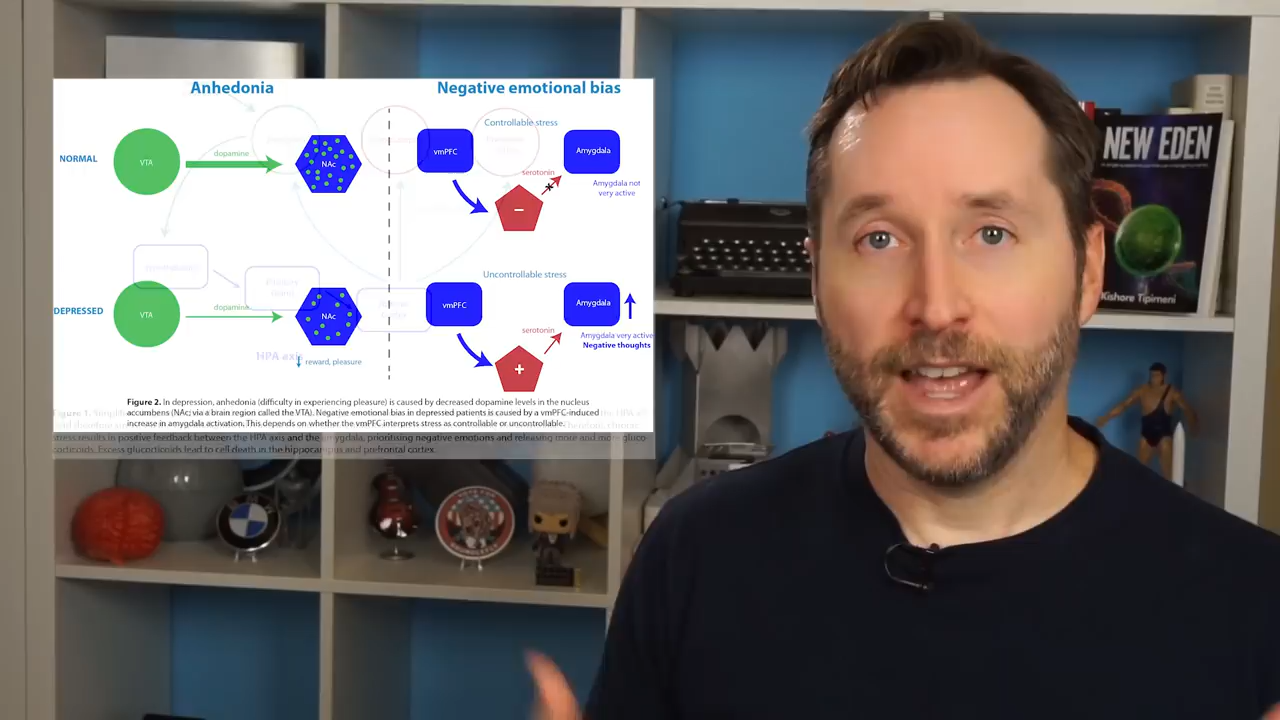 Anhedonia
Negative emotional bias
NORMAL
VTA
dopamine
NAc
Controllable stress
vmPFC
serotonin
Amygdala
Amygdala not
very active
−
DEPRESSED
VTA
dopamine
NAc
reward, pleasure
HPA axis
Uncontrollable stress
vmPFC
serotonin
Amygdala
Amygdala very active
Negative thoughts
+
Figure 2. In depression, anhedonia (difficulty in experiencing pleasure) is caused by decreased dopamine levels in the nucleus
accumbens (NAc; via a brain region called the VTA). Negative emotional bias in depressed patients is caused by a vmPFC-induced
increase in amygdala activation. This depends on whether the vmPFC interprets stress as controllable or uncontrollable.
Figure 1.
stress results in positive feedback between the HPA axis and the amygdala, prioritising negative emotions and releasing more and more gluco-
corticoids. Excess glucorticoids lead to cell death in the hippocampus and prefrontal cortex.
NEW EDEN
Kishore Tipirneni